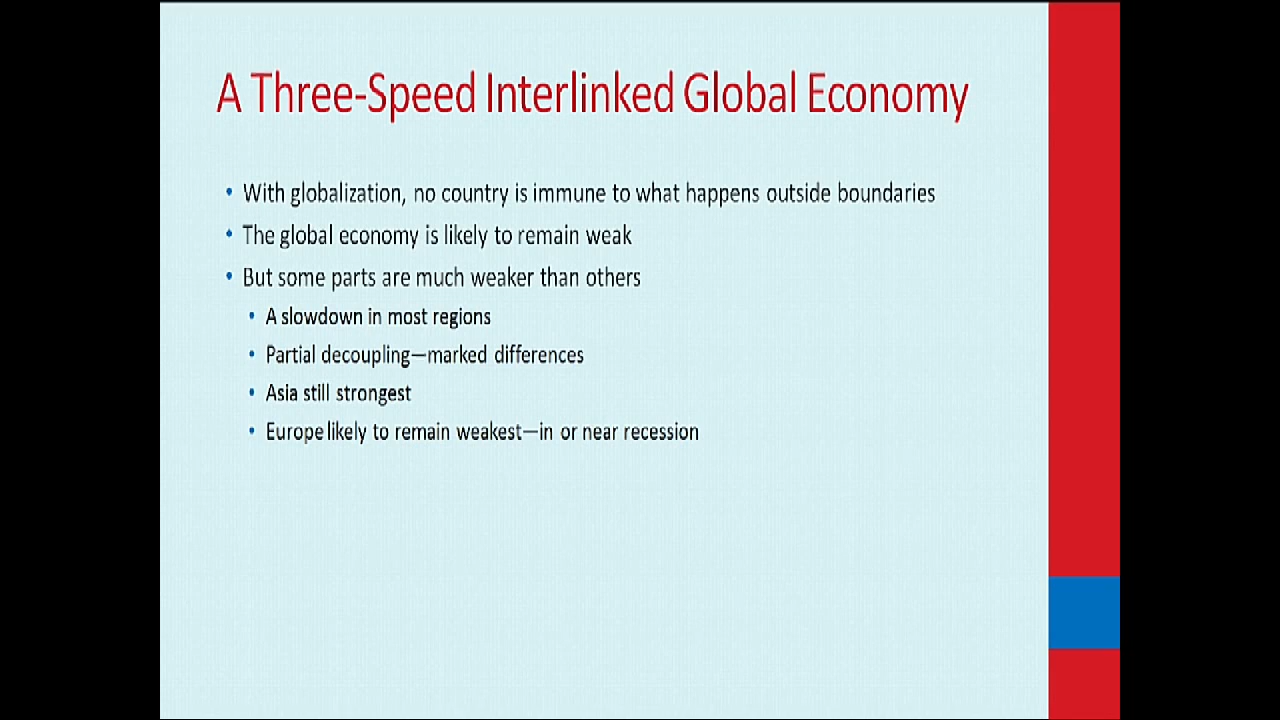 A Three-Speed Interlinked Global Economy
• With globalization, no country is immune to what happens outside boundaries
• The global economy is likely to remain weak
• But some parts are much weaker than others
• A slowdown in most regions
• Partial decoupling—marked differences
• Asia still strongest
• Europe likely to remain weakest—in or near recession